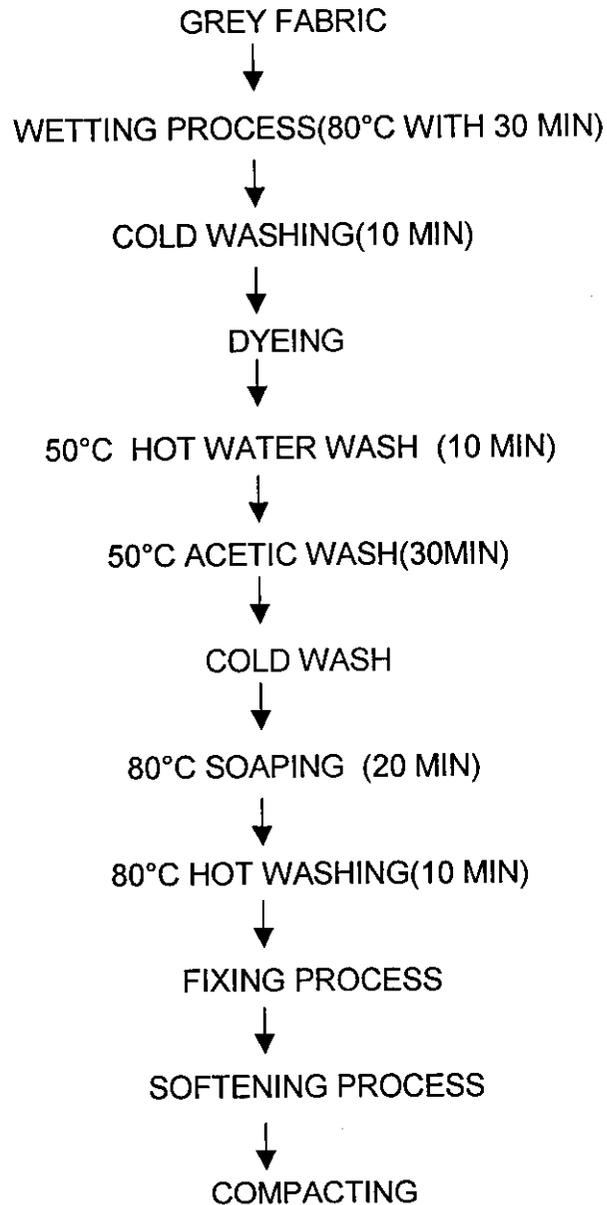 GREY FABRIC
WETTING PROCESS(80°C WITH 30 MIN)
COLD WASHING(10 MIN)
DYEING
50°C HOT WATER WASH (10 MIN)
50°C ACETIC WASH(30MIN)
COLD WASH
80°C SOAPING (20 MIN)
80°C HOT WASHING(10 MIN)
FIXING PROCESS
SOFTENING PROCESS
COMPACTING